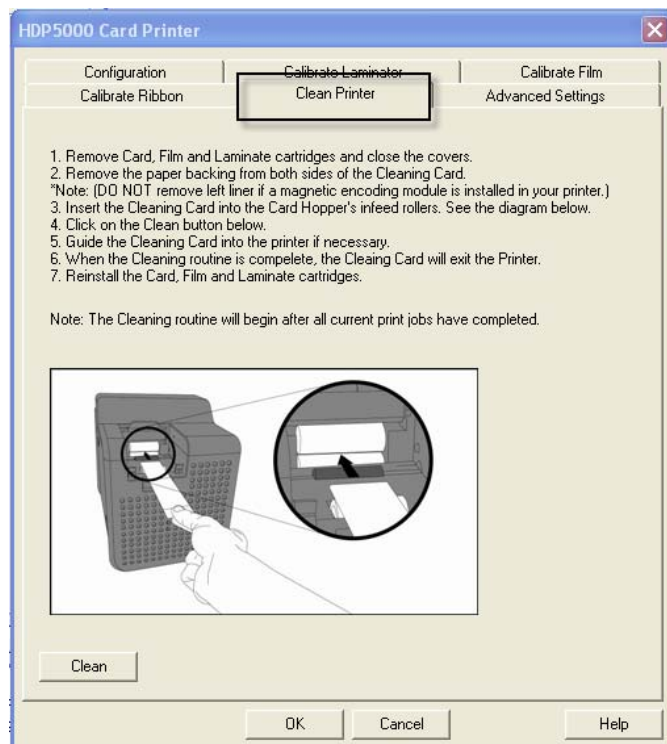 HDP5000 Card Printer
Configuration
Calibrate Laminator
Calibrate Film
Calibrate Ribbon
Clean Printer
Advanced Settings
1. Remove Card, Film and Laminate cartridges and close the covers.
2. Remove the paper backing from both sides of the Cleaning Card.
*Note: (DO NOT remove left liner if a magnetic encoding module is installed in your printer.)
3. Insert the Cleaning Card into the Card Hopper's infeed rollers. See the diagram below.
4. Click on the Clean button below.
5. Guide the Cleaning Card into the printer if necessary.
6. When the Cleaning routine is compelete, the Cleaing Card will exit the Printer.
7. Reinstall the Card, Film and Laminate cartridges.
Note: The Cleaning routine will begin after all current print jobs have completed.
Clean
OK
Cancel
Help